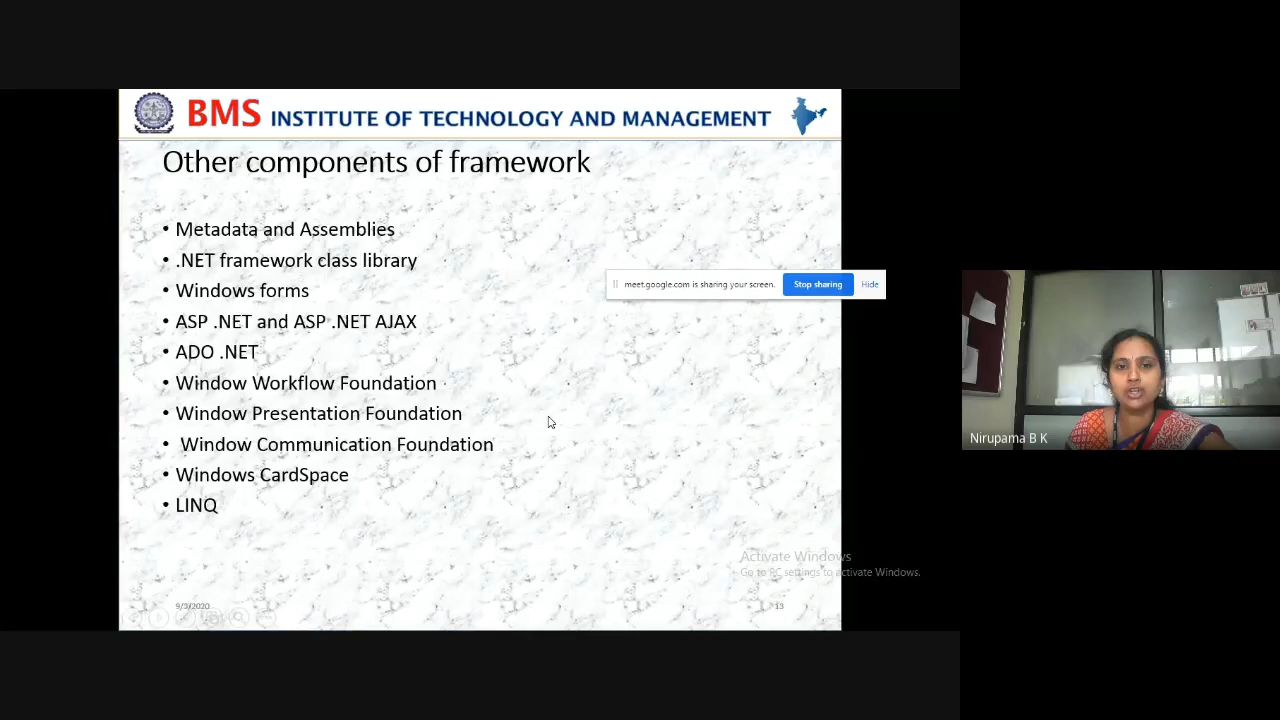 BMS INSTITUTE OF TECHNOLOGY AND MANAGEMENT
Other components of framework
• Metadata and Assemblies
• .NET framework class library
• Windows forms
• ASP .NET and ASP .NET AJAX
• ADO .NET
• Window Workflow Foundation
• Window Presentation Foundation
• Window Communication Foundation
• Windows CardSpace
• LINQ
meet.google.com is sharing your screen. Stop sharing Hide
Nirupama B K
Activate Windows
Go to PC settings to activate Windows.
9/3/2020
13